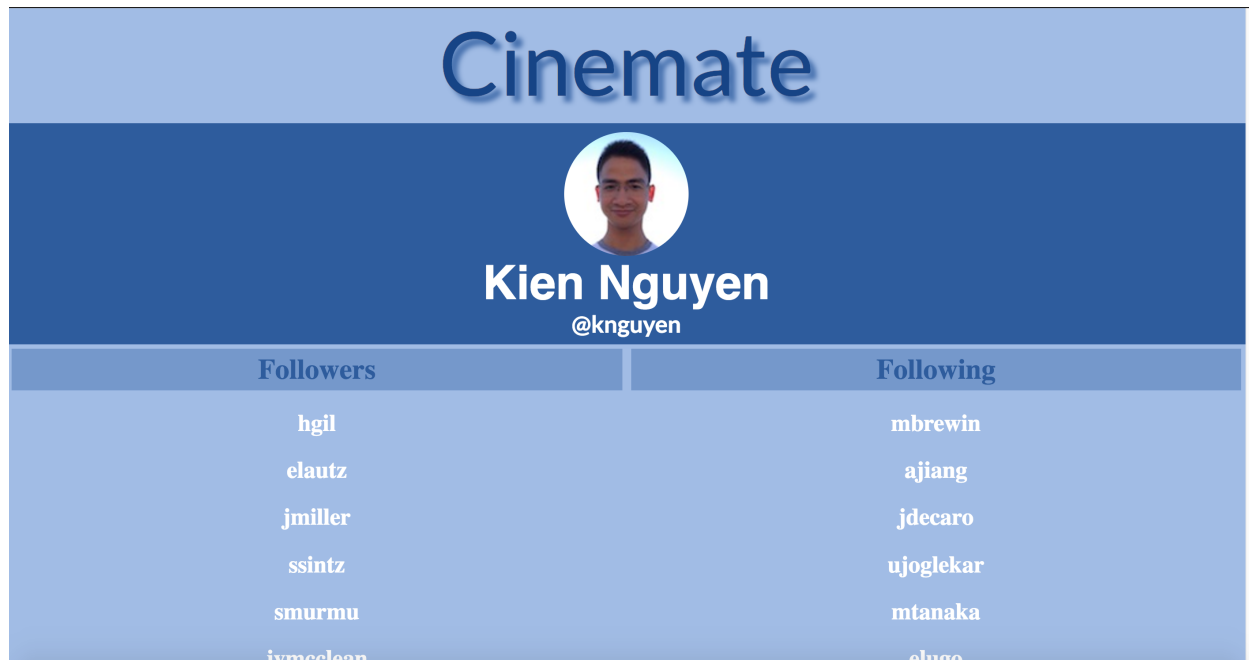 Cinemate
Kien Nguyen
@knguyen
Followers Following
hgil mbrewin
elautz ajiang
jmiller jdecaro
ssintz ujoglekar
smurmu mtanaka